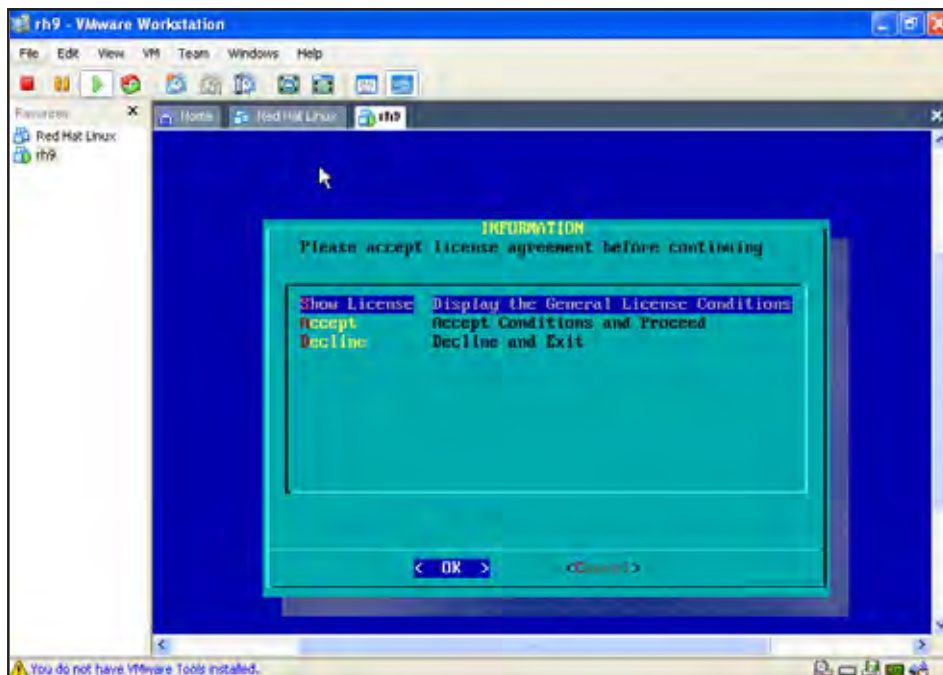 rh9 - VMware Workstation
File Edit View VM Team Windows Help
Favorites
Home Red Hat Linux rh9
Red Hat Linux
rh9
INFORMATION
Please accept license agreement before continuing
Show License Display the General License Conditions
Accept Accept Conditions and Proceed
Decline Decline and Exit
< OK > <Cancel>
You do not have VMware Tools installed.